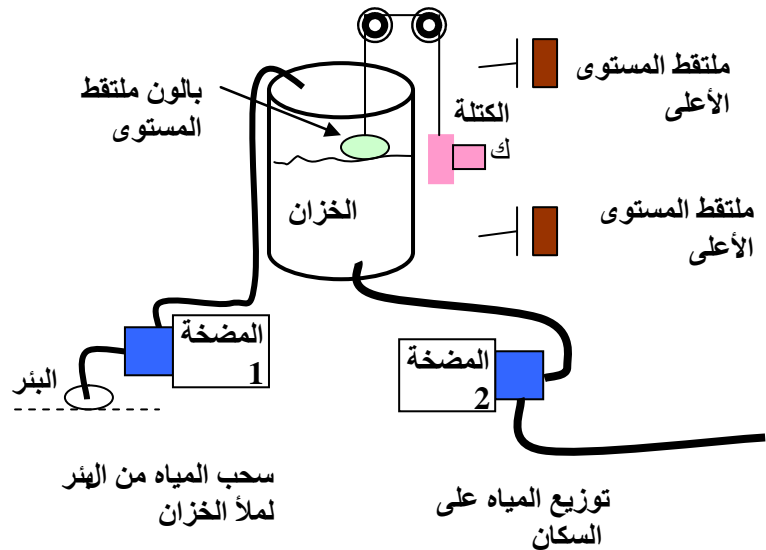 ملتقط المستوى
الأعلى
بالون ملتقط
المستوى
الكتلة
ك
الخزان
ملتقط المستوى
الأعلى
المضخة
1
البئر
المضخة
2
سحب المياه من البئر
لملأ الخزان
توزيع المياه على
السكان